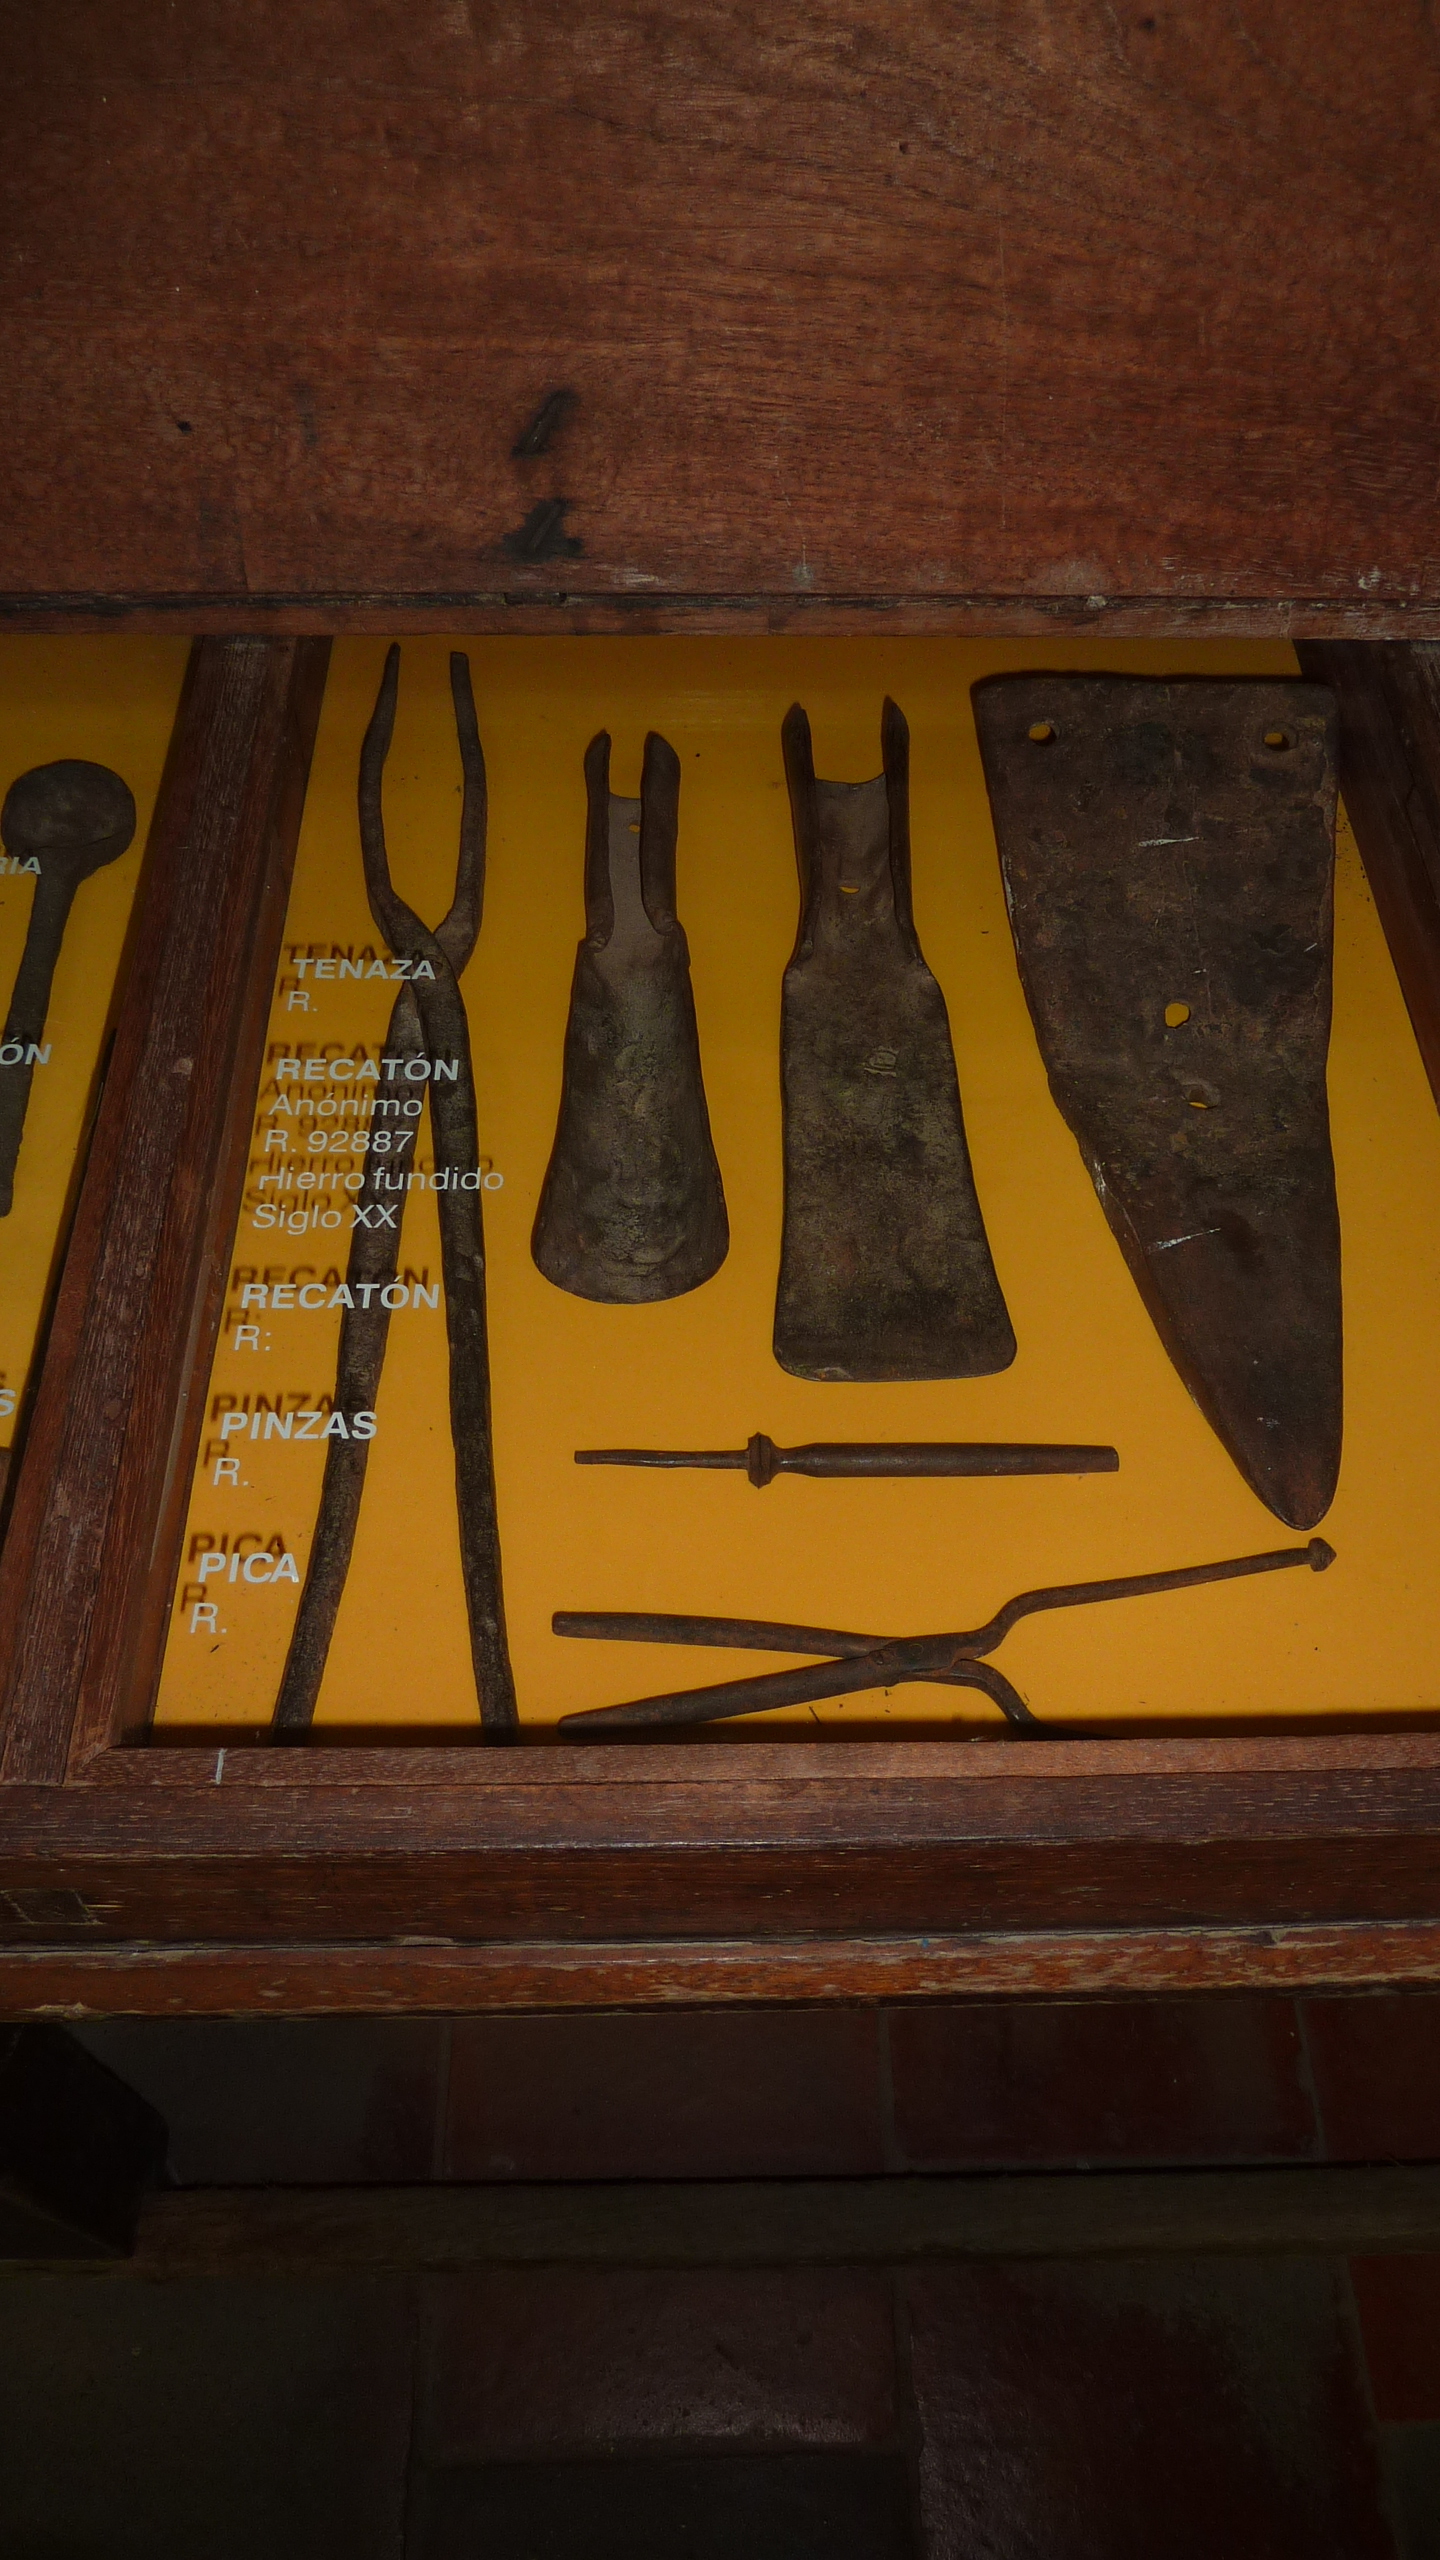 RIA
ÓN
S
TENAZA
R.
RECATÓN
Anónimo
R. 92887
Hierro fundido
Siglo XX
RECATÓN
R:
PINZAS
R.
PICA
R.